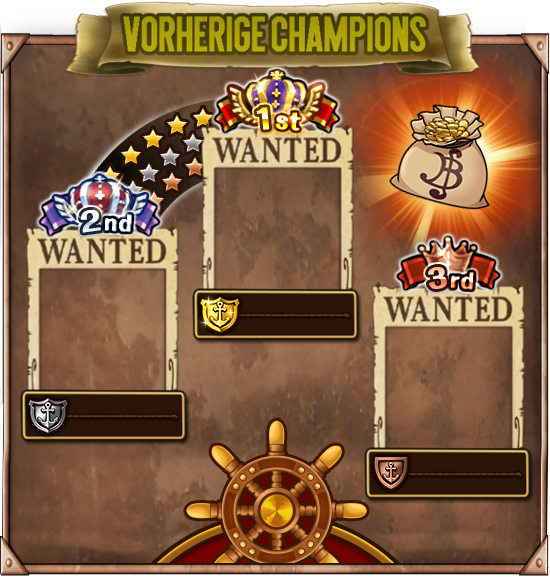 VORHERIGE CHAMPIONS
1st
WANTED
2nd
WANTED
3rd
WANTED